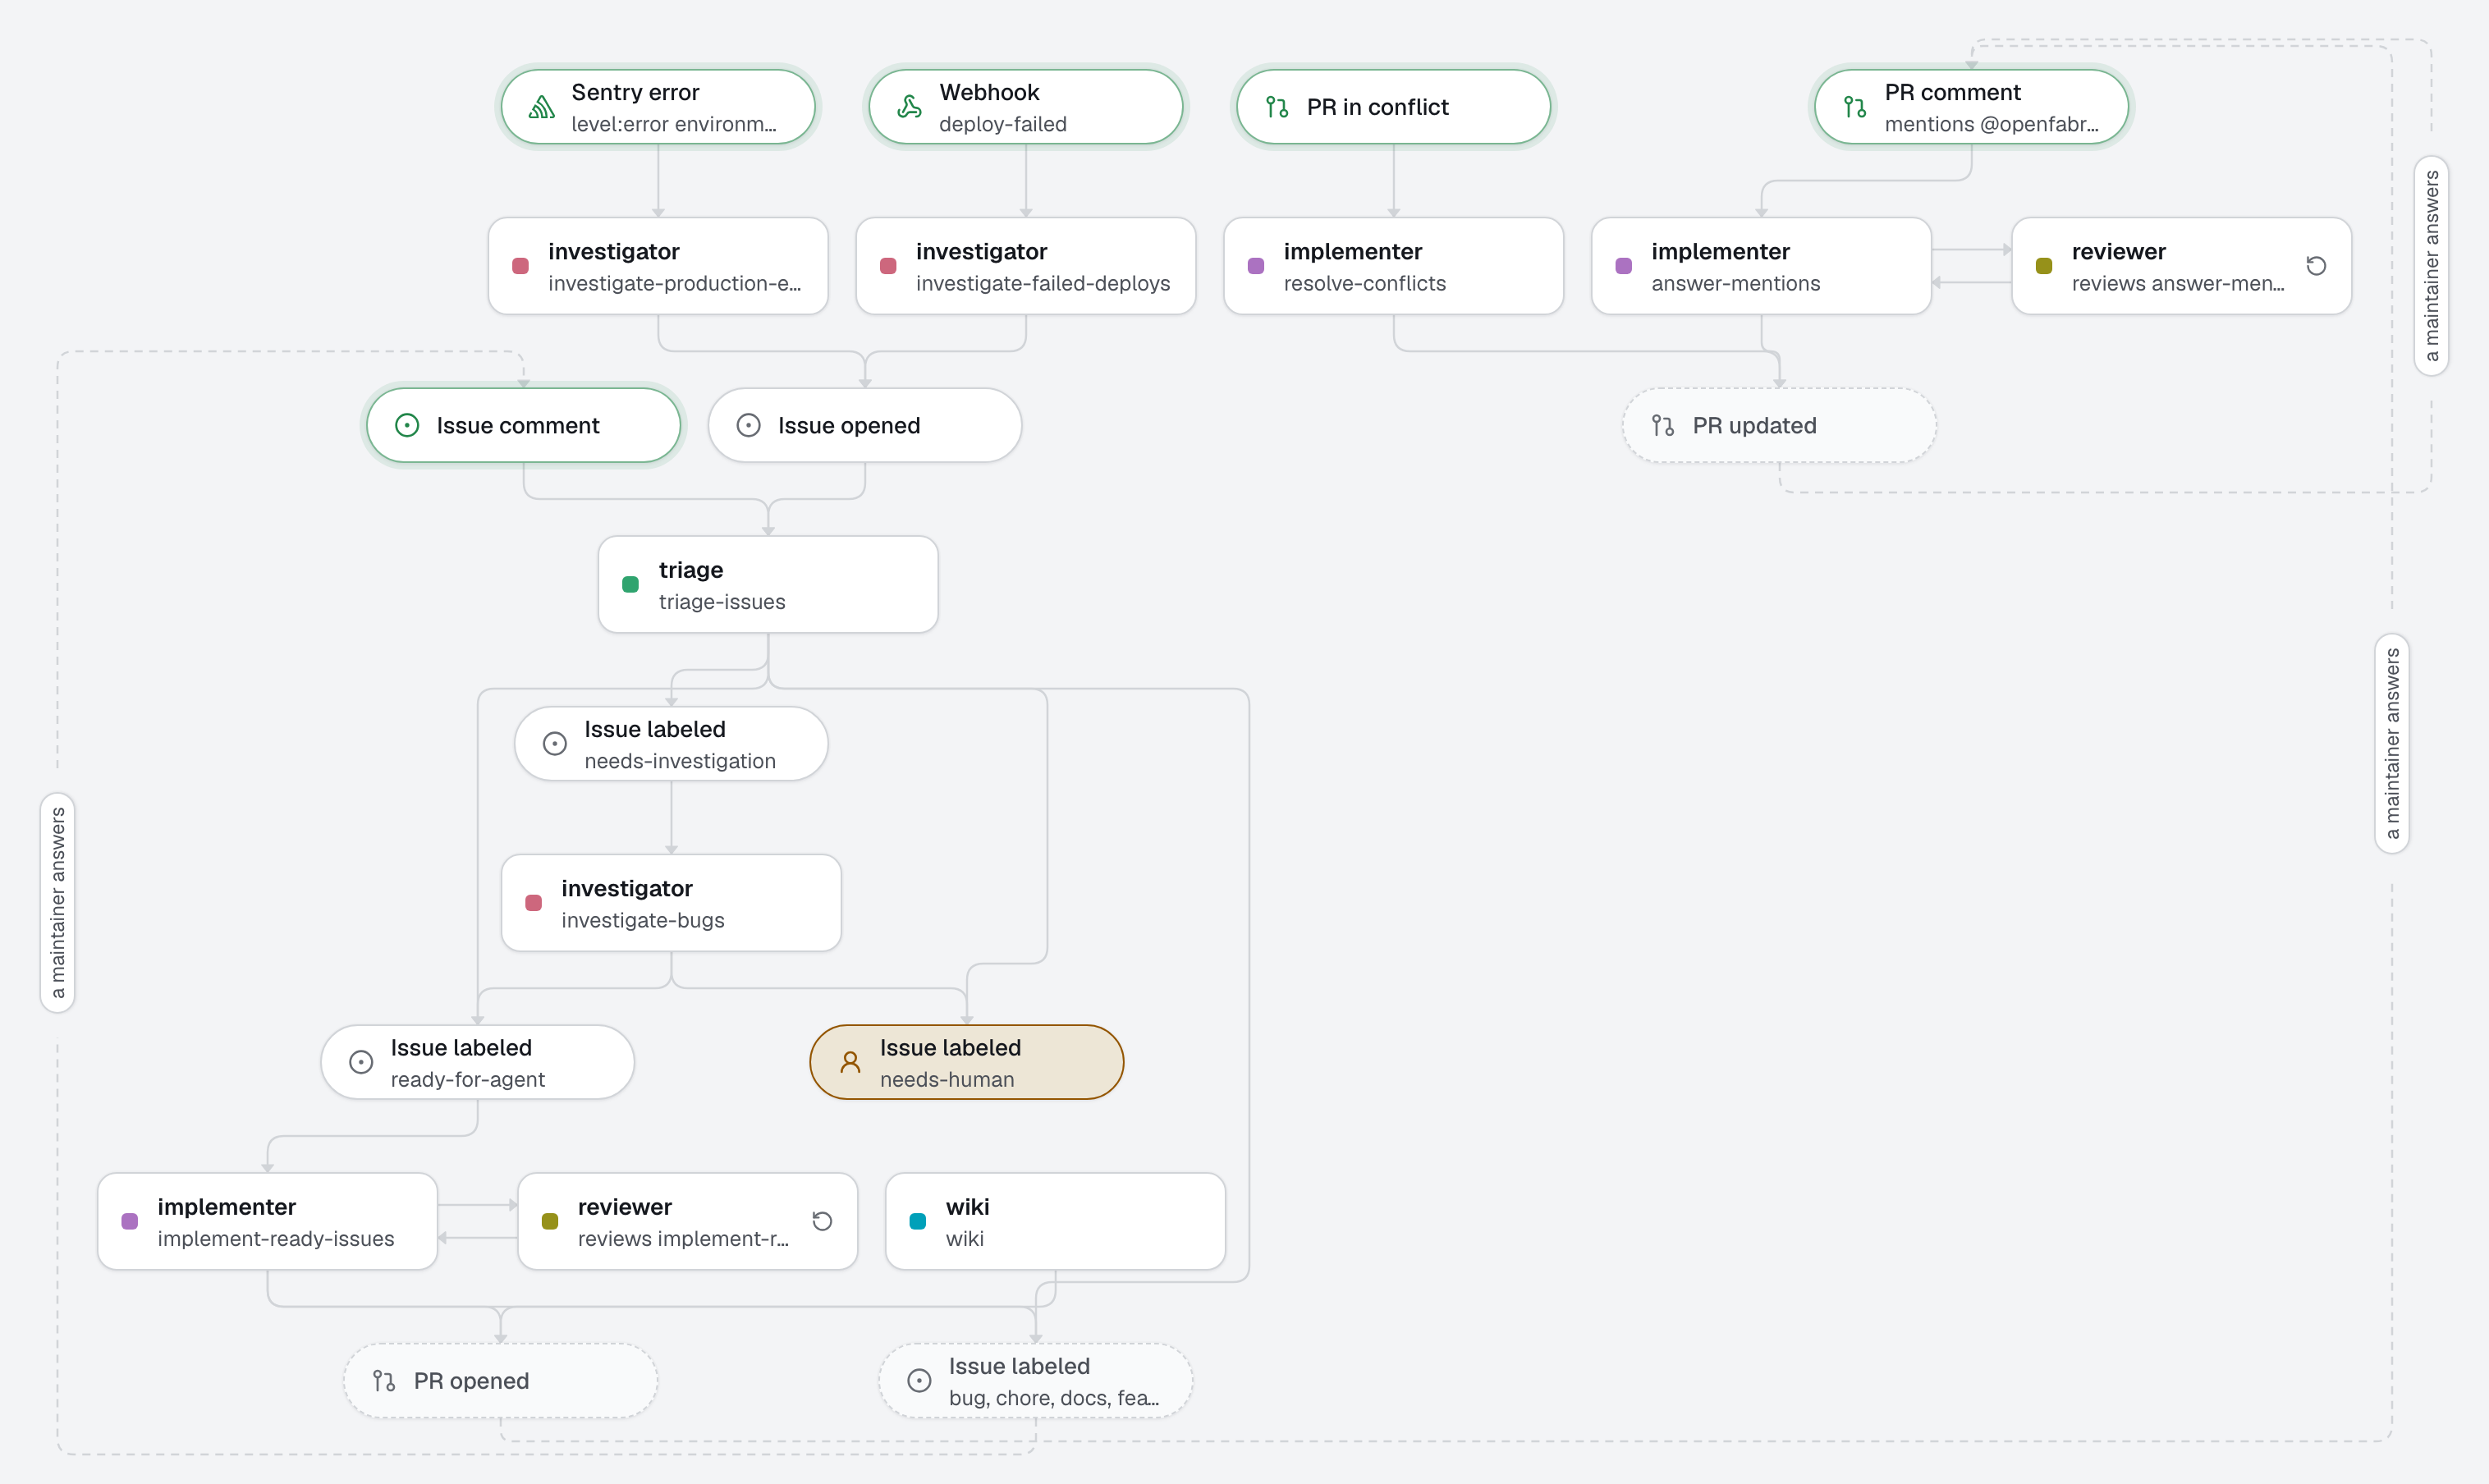 Sentry error
level:error environm...
Webhook
deploy-failed
PR in conflict
PR comment
mentions @openfabr...
investigator
investigate-production-e...
investigator
investigate-failed-deploys
implementer
resolve-conflicts
implementer
answer-mentions
reviewer
reviews answer-men...
a maintainer answers
Issue comment
Issue opened
PR updated
triage
triage-issues
Issue labeled
needs-investigation
a maintainer answers
investigator
investigate-bugs
a maintainer answers
Issue labeled
ready-for-agent
Issue labeled
needs-human
implementer
implement-ready-issues
reviewer
reviews implement-r...
wiki
wiki
PR opened
Issue labeled
bug, chore, docs, fea...